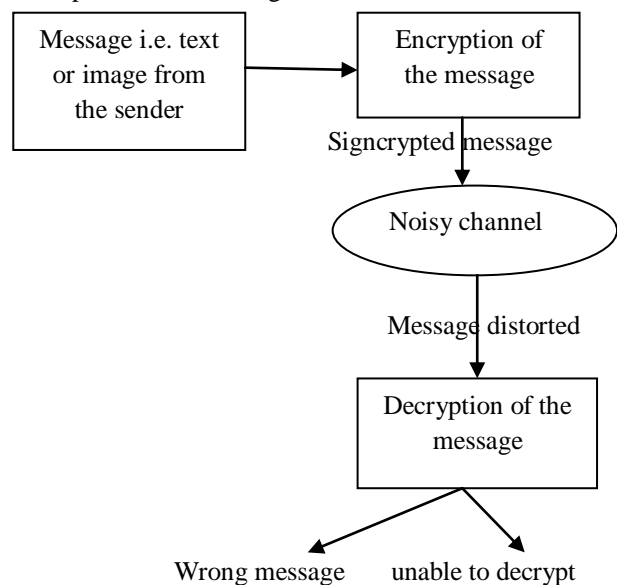 Message i.e. text
or image from
the sender
Encryption of
the message
Signcrypted message
Noisy channel
Message distorted
Decryption of the
message
Wrong message
unable to decrypt